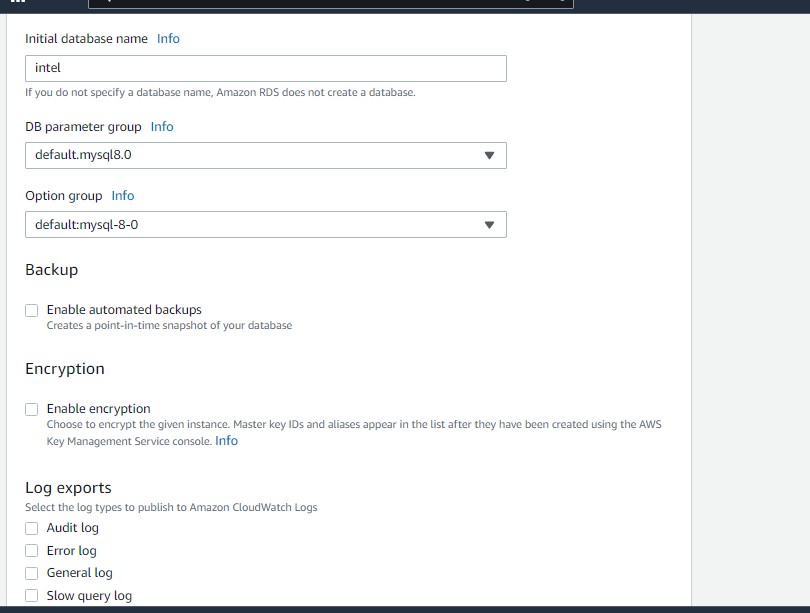 Initial database name Info
intel
If you do not specify a database name, Amazon RDS does not create a database.
DB parameter group Info
default.mysql8.0
Option group Info
default:mysql-8-0
Backup
Enable automated backups
Creates a point-in-time snapshot of your database
Encryption
Enable encryption
Choose to encrypt the given instance. Master key IDs and aliases appear in the list after they have been created using the AWS
Key Management Service console. Info
Log exports
Select the log types to publish to Amazon CloudWatch Logs
Audit log
Error log
General log
Slow query log